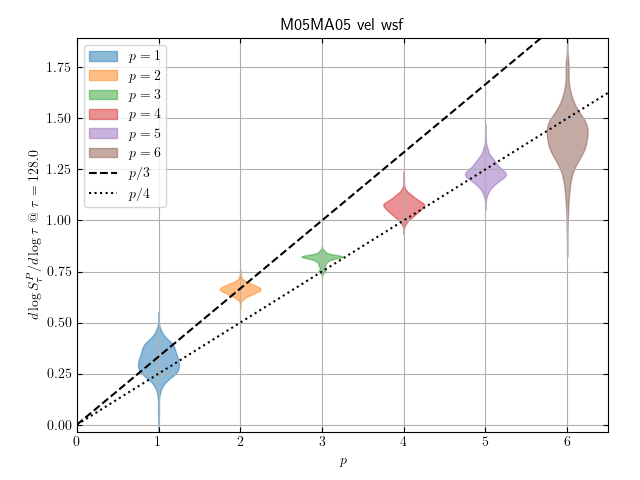 M05MA05 vel wsf
d log S_τ^P / d log τ @ τ = 128.0
1.75
1.50
1.25
1.00
0.75
0.50
0.25
0.00
p = 1
p = 2
p = 3
p = 4
p = 5
p = 6
p/3
p/4
0 1 2 3 4 5 6
p